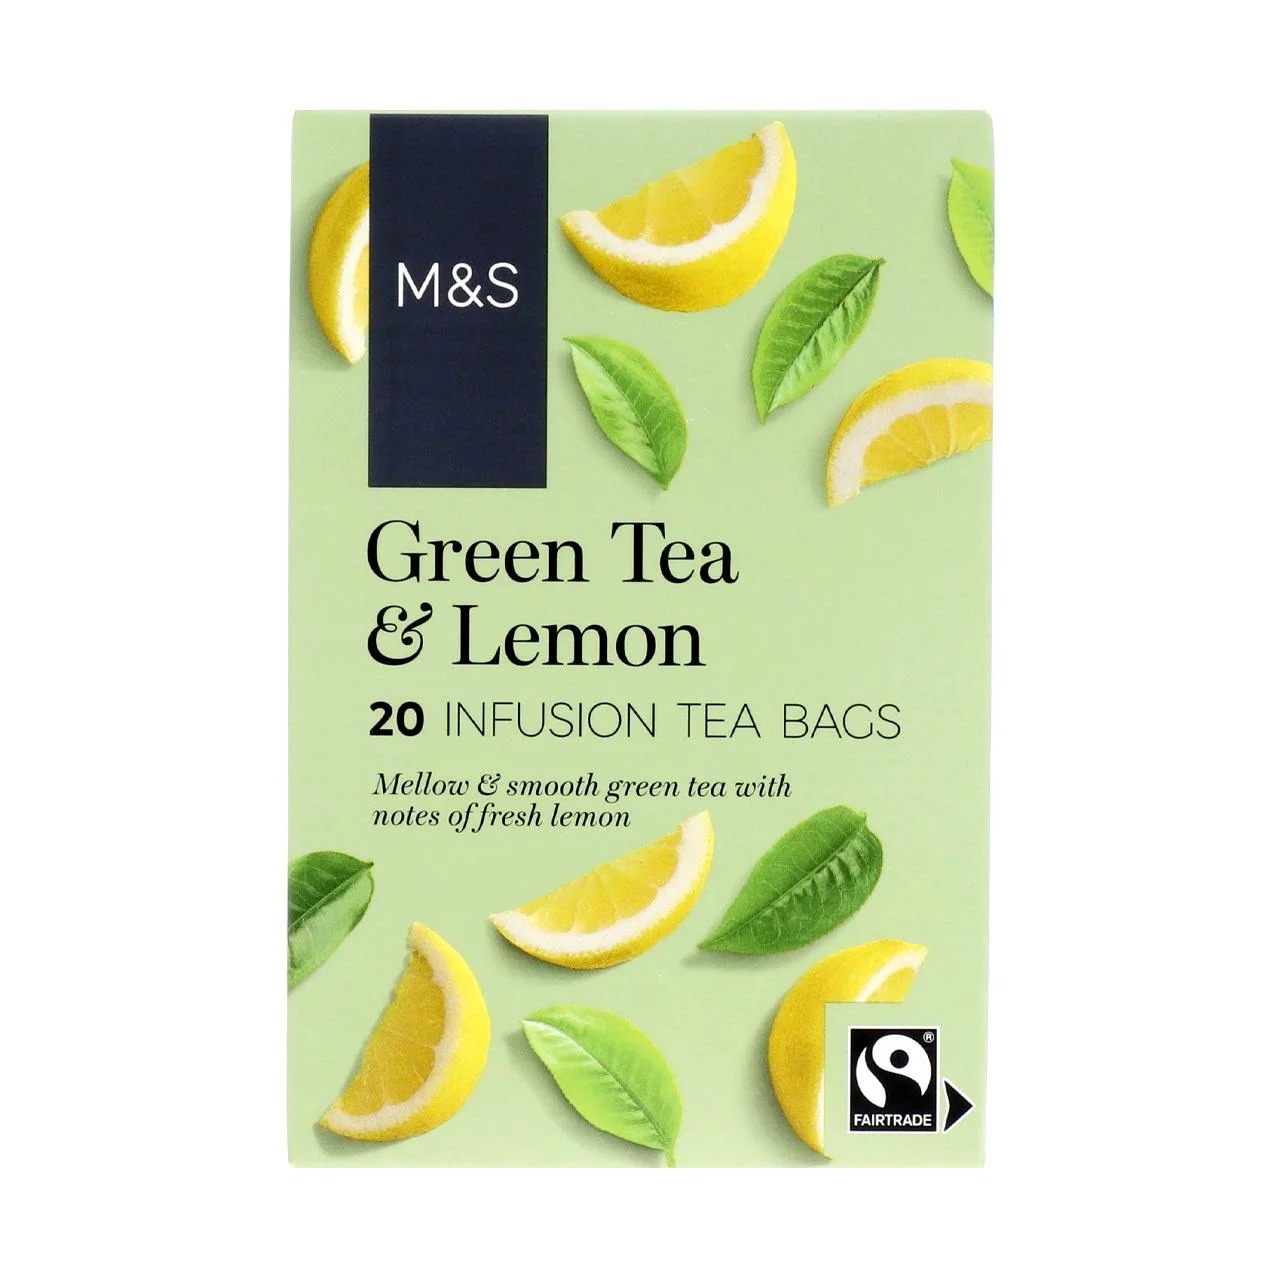 M&S
Green Tea
& Lemon
20 INFUSION TEA BAGS
Mellow & smooth green tea with
notes of fresh lemon
®
FAIRTRADE